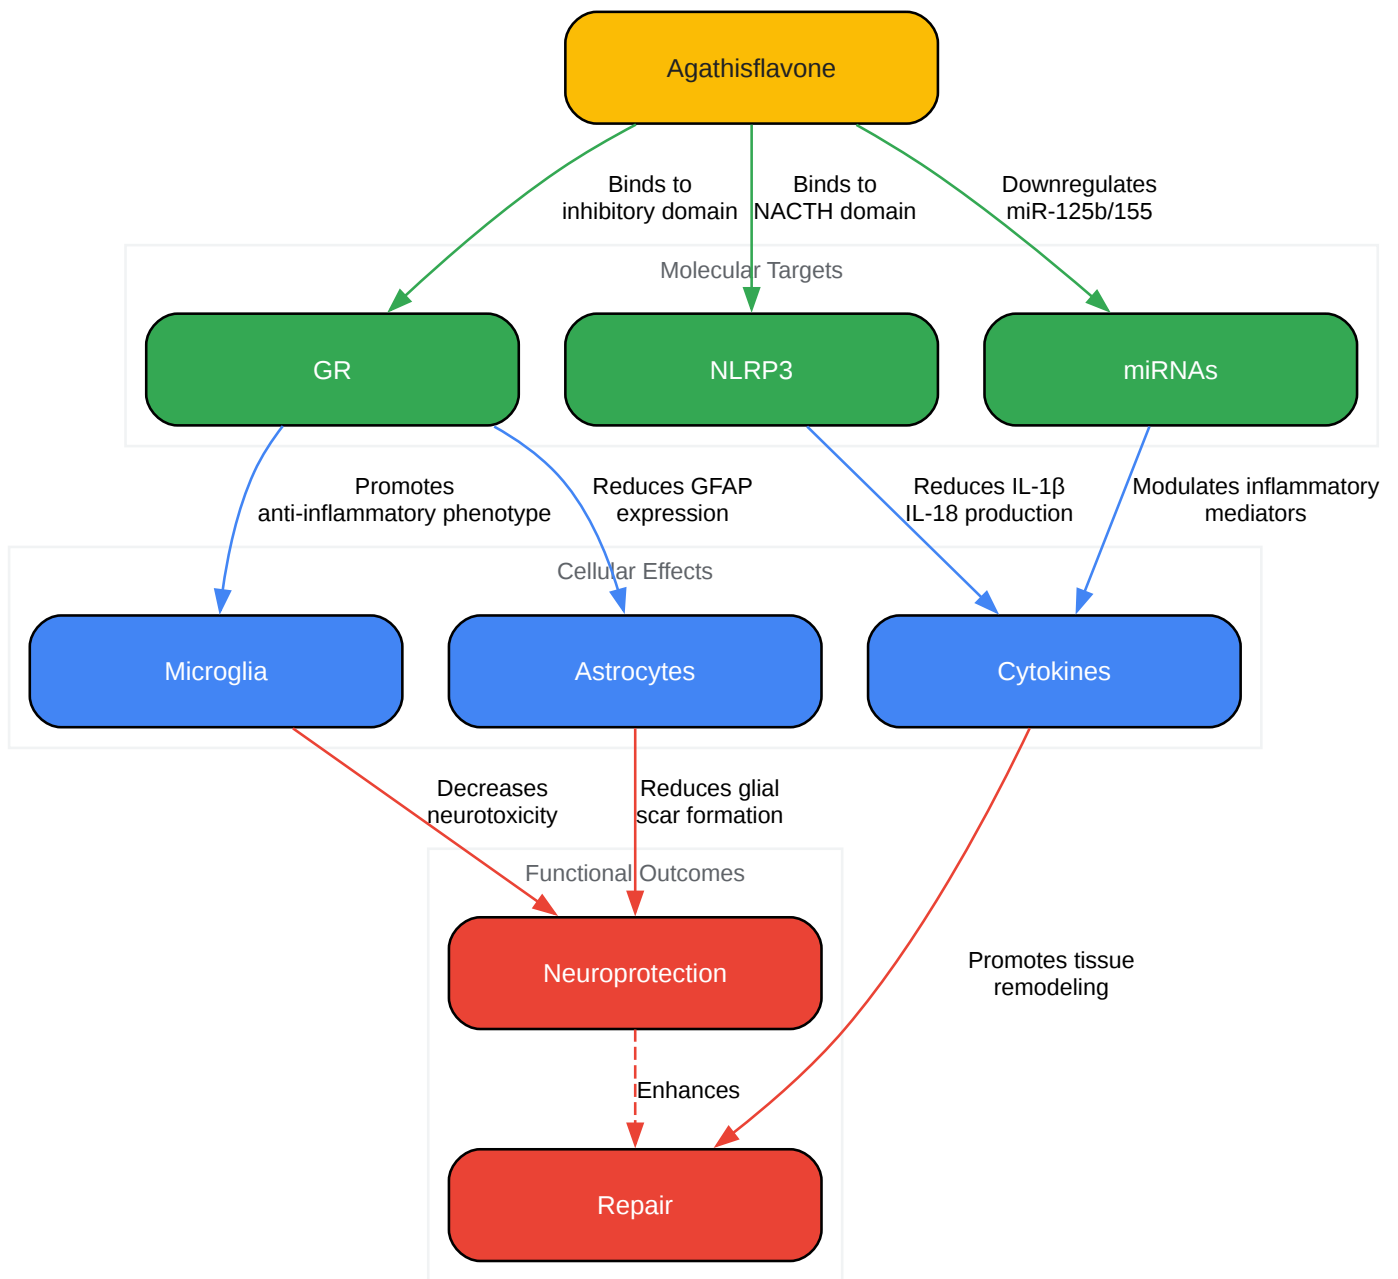 Agathisflavone
Binds to
inhibitory domain
Binds to
NACTH domain
Downregulates
miR-125b/155
Molecular Targets
GR
NLRP3
miRNAs
Promotes
anti-inflammatory phenotype
Reduces GFAP
expression
Reduces IL-1β
IL-18 production
Modulates inflammatory
mediators
Cellular Effects
Microglia
Astrocytes
Cytokines
Decreases
neurotoxicity
Reduces glial
scar formation
Functional Outcomes
Neuroprotection
Promotes tissue
remodeling
Enhances
Repair